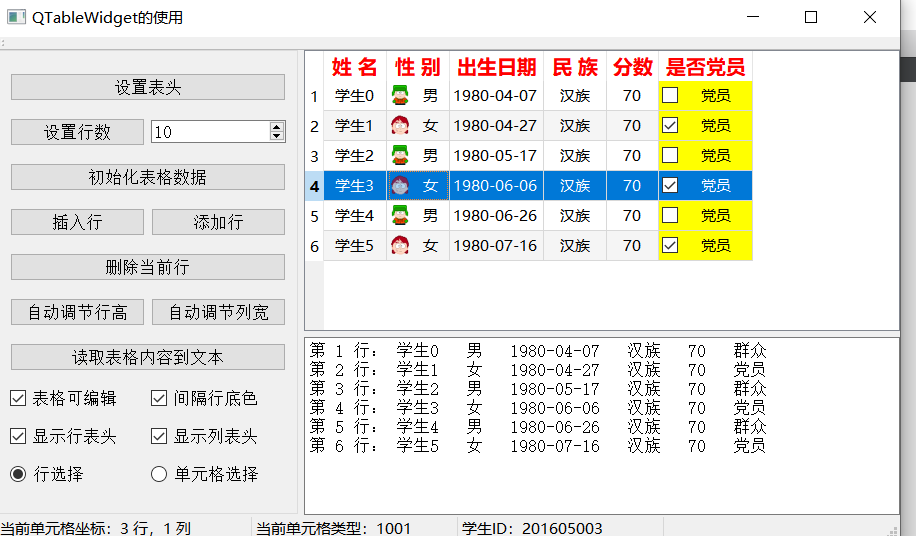 QTableWidget的使用
设置表头
设置行数 10
初始化表格数据
插入行 添加行
删除当前行
自动调节行高 自动调节列宽
读取表格内容到文本
表格可编辑 间隔行底色
显示行表头 显示列表头
行选择 单元格选择
姓 名 性 别 出生日期 民 族 分数 是否党员
1 学生0 男 1980-04-07 汉族 70 党员
2 学生1 女 1980-04-27 汉族 70 党员
3 学生2 男 1980-05-17 汉族 70 党员
4 学生3 女 1980-06-06 汉族 70 党员
5 学生4 男 1980-06-26 汉族 70 党员
6 学生5 女 1980-07-16 汉族 70 党员
第 1 行： 学生0 男 1980-04-07 汉族 70 群众
第 2 行： 学生1 女 1980-04-27 汉族 70 党员
第 3 行： 学生2 男 1980-05-17 汉族 70 群众
第 4 行： 学生3 女 1980-06-06 汉族 70 党员
第 5 行： 学生4 男 1980-06-26 汉族 70 群众
第 6 行： 学生5 女 1980-07-16 汉族 70 党员
当前单元格坐标：3 行，1 列 当前单元格类型：1001 学生ID：201605003